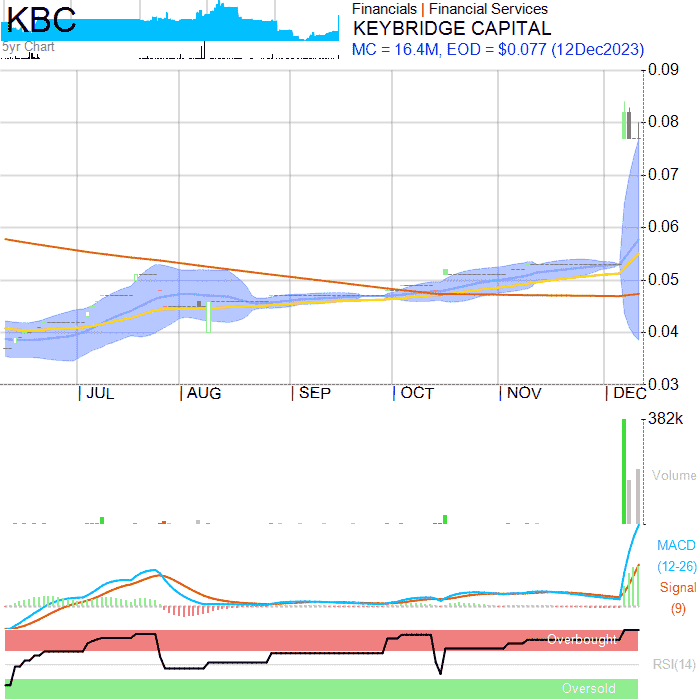 KBC
5yr Chart
Financials | Financial Services
KEYBRIDGE CAPITAL
MC = 16.4M, EOD = $0.077 (12Dec2023)
0.09
0.08
0.07
0.06
0.05
0.04
0.03
JUL AUG SEP OCT NOV DEC
382k
Volume
MACD
(12-26)
Signal
(9)
Overbought
RSI(14)
Oversold